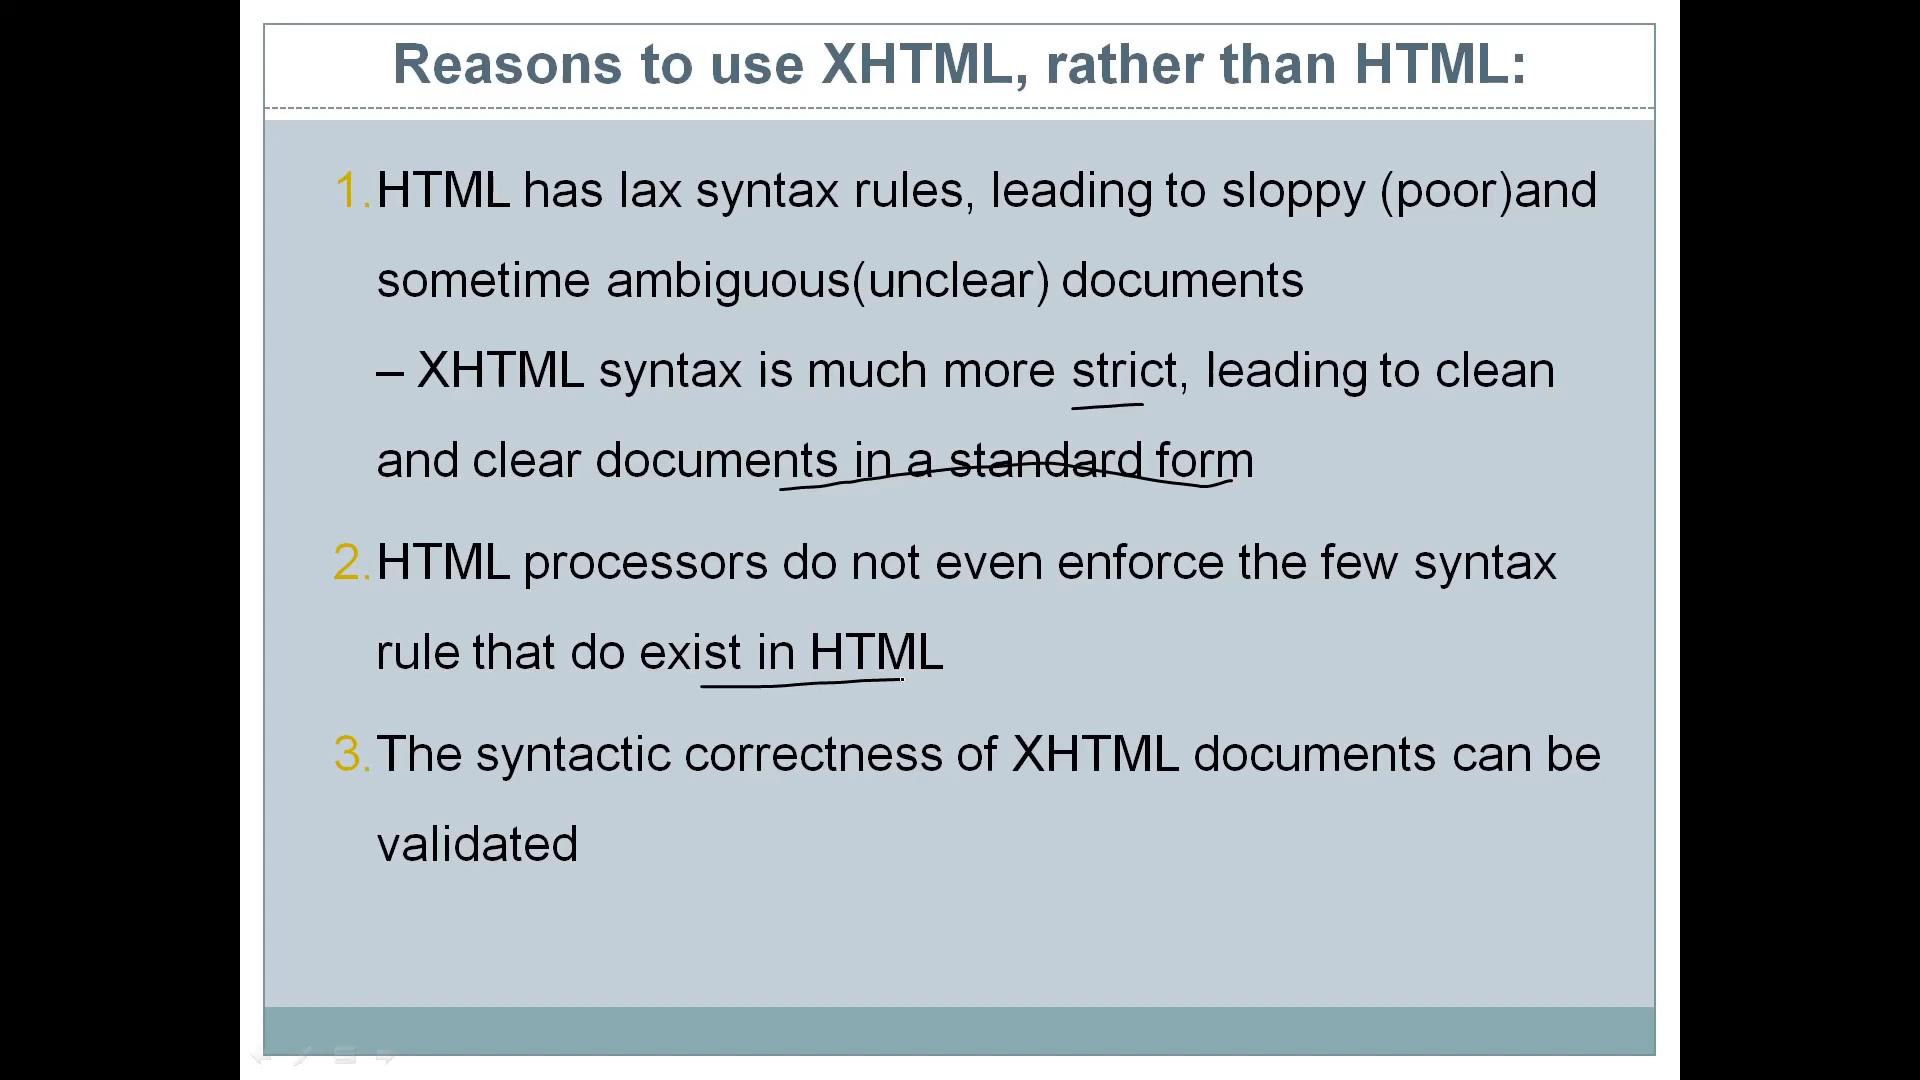 Reasons to use XHTML, rather than HTML:
1. HTML has lax syntax rules, leading to sloppy (poor)and
sometime ambiguous(unclear) documents
– XHTML syntax is much more strict, leading to clean
and clear documents in a standard form
2. HTML processors do not even enforce the few syntax
rule that do exist in HTML
3. The syntactic correctness of XHTML documents can be
validated